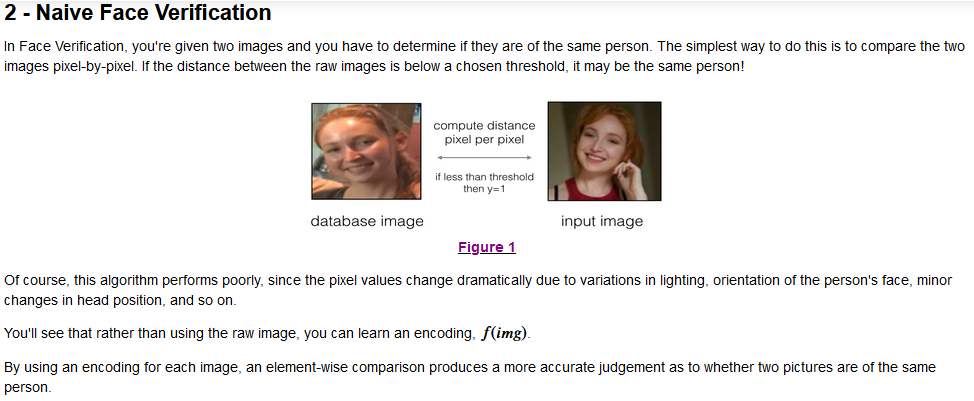 2 - Naive Face Verification
In Face Verification, you're given two images and you have to determine if they are of the same person. The simplest way to do this is to compare the two
images pixel-by-pixel. If the distance between the raw images is below a chosen threshold, it may be the same person!
compute distance
pixel per pixel
if less than threshold
then y=1
database image
input image
Figure 1
Of course, this algorithm performs poorly, since the pixel values change dramatically due to variations in lighting, orientation of the person's face, minor
changes in head position, and so on.
You'll see that rather than using the raw image, you can learn an encoding, f(img).
By using an encoding for each image, an element-wise comparison produces a more accurate judgement as to whether two pictures are of the same
person.